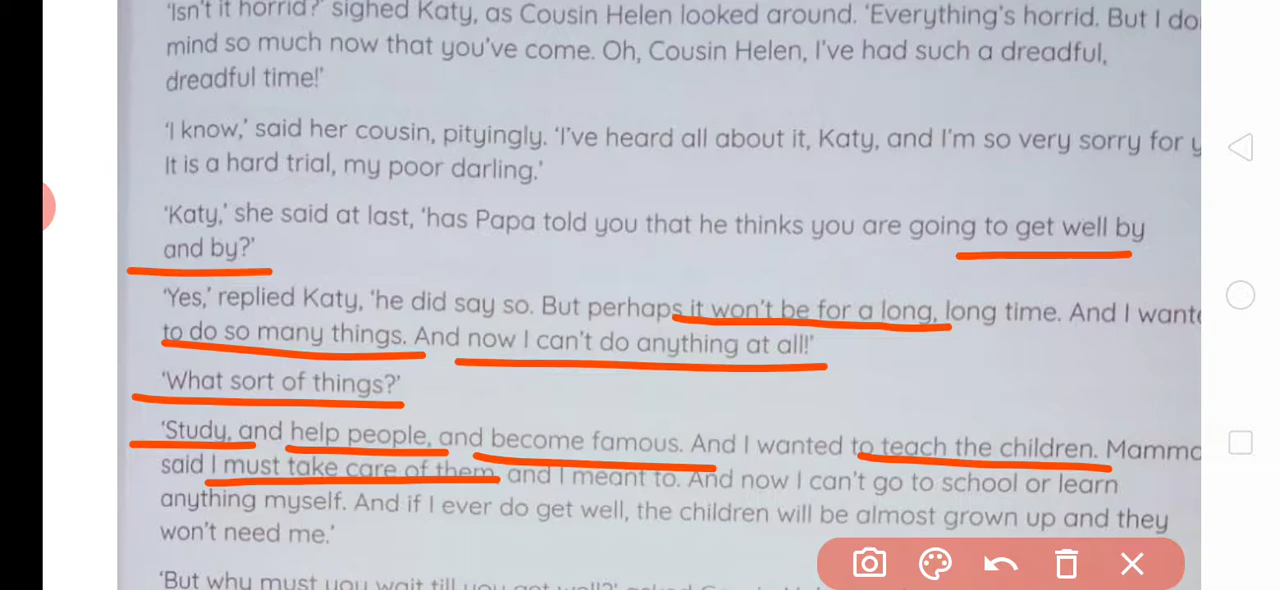 'Isn't it horrid?' sighed Katy, as Cousin Helen looked around. 'Everything's horrid. But I do
mind so much now that you've come. Oh, Cousin Helen, I've had such a dreadful,
dreadful time!'
'I know,' said her cousin, pityingly. 'I've heard all about it, Katy, and I'm so very sorry for y
It is a hard trial, my poor darling.'
'Katy,' she said at last, 'has Papa told you that he thinks you are going to get well by
and by?'
'Yes,' replied Katy, 'he did say so. But perhaps it won't be for a long, long time. And I wante
to do so many things. And now I can't do anything at all!'
'What sort of things?'
'Study, and help people, and become famous. And I wanted to teach the children. Mamma
said I must take care of them, and I meant to. And now I can't go to school or learn
anything myself. And if I ever do get well, the children will be almost grown up and they
won't need me.'
'But why must you wait till you get well?' asked